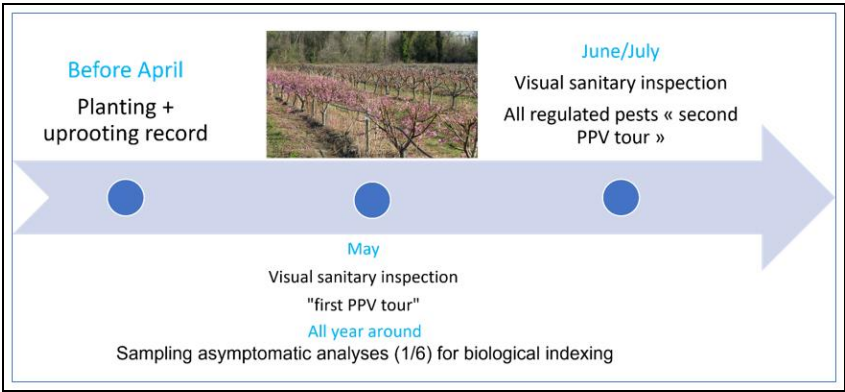 Before April
Planting +
uprooting record
June/July
Visual sanitary inspection
All regulated pests « second
PPV tour »
May
Visual sanitary inspection
"first PPV tour"
All year around
Sampling asymptomatic analyses (1/6) for biological indexing